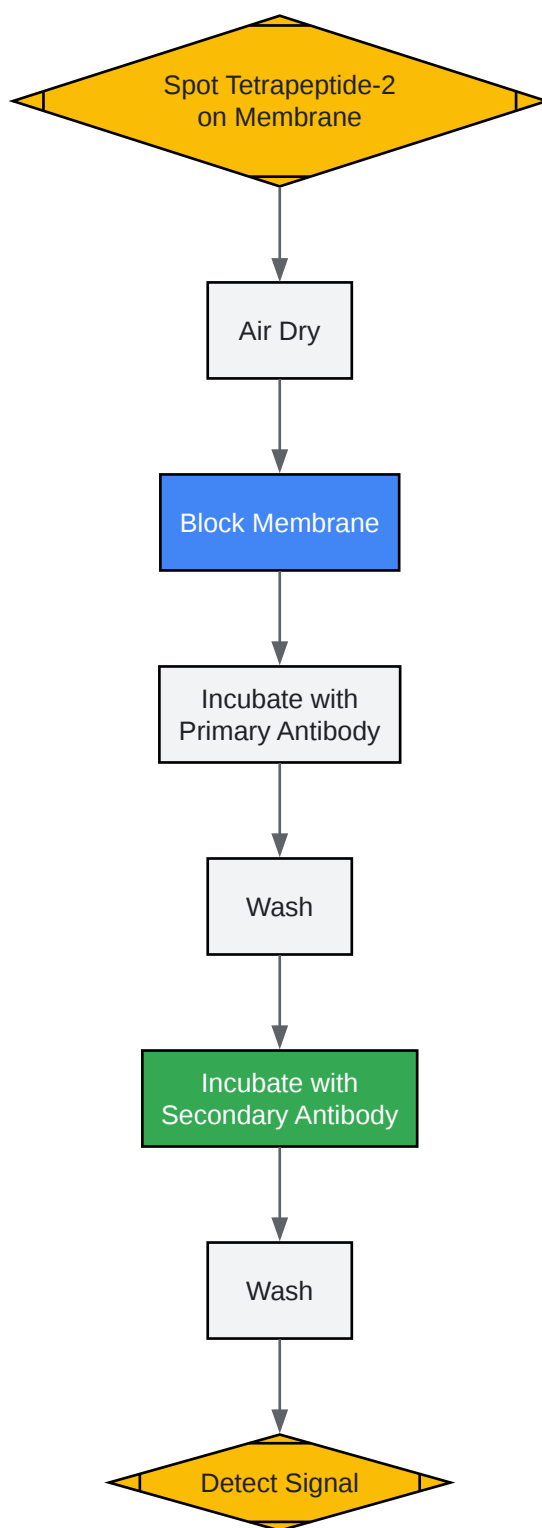 Spot Tetrapeptide-2
on Membrane
Air Dry
Block Membrane
Incubate with
Primary Antibody
Wash
Incubate with
Secondary Antibody
Wash
Detect Signal